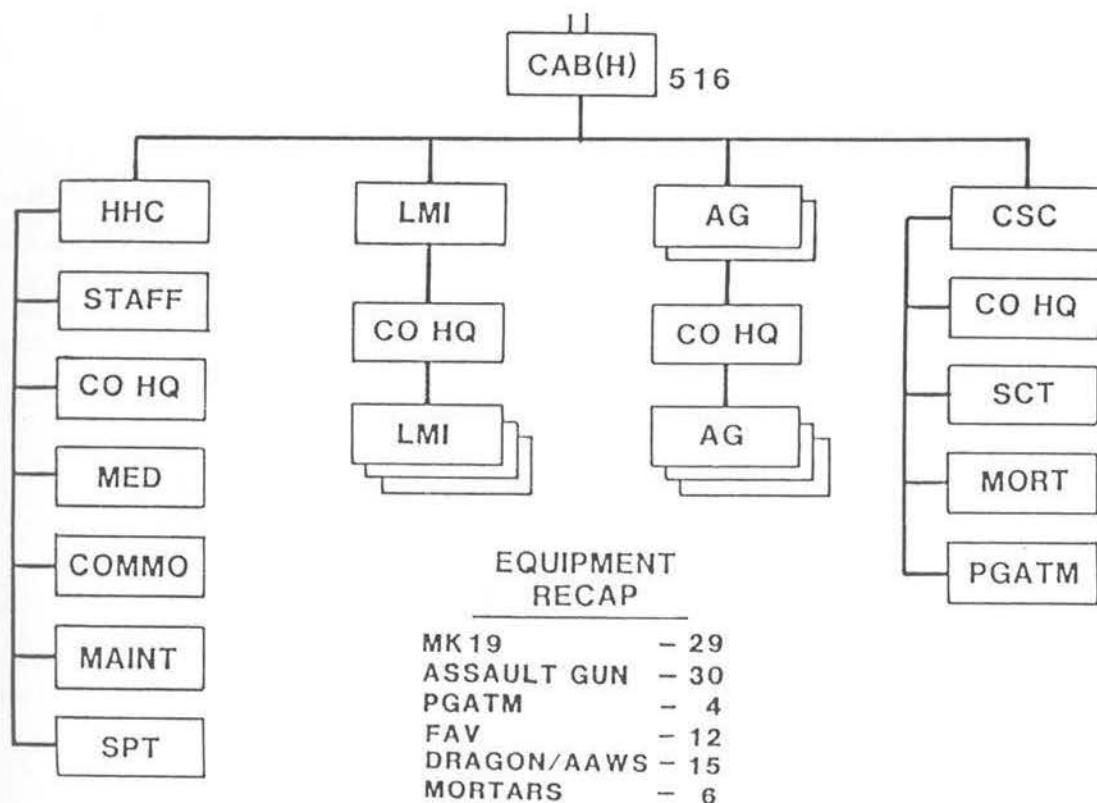 CAB(H) 516
HHC
STAFF
CO HQ
MED
COMMO
MAINT
SPT
LMI
CO HQ
LMI
AG
CO HQ
AG
CSC
CO HQ
SCT
MORT
PGATM
EQUIPMENT
RECAP
MK19 - 29
ASSAULT GUN - 30
PGATM - 4
FAV - 12
DRAGON/AAWS - 15
MORTARS - 6